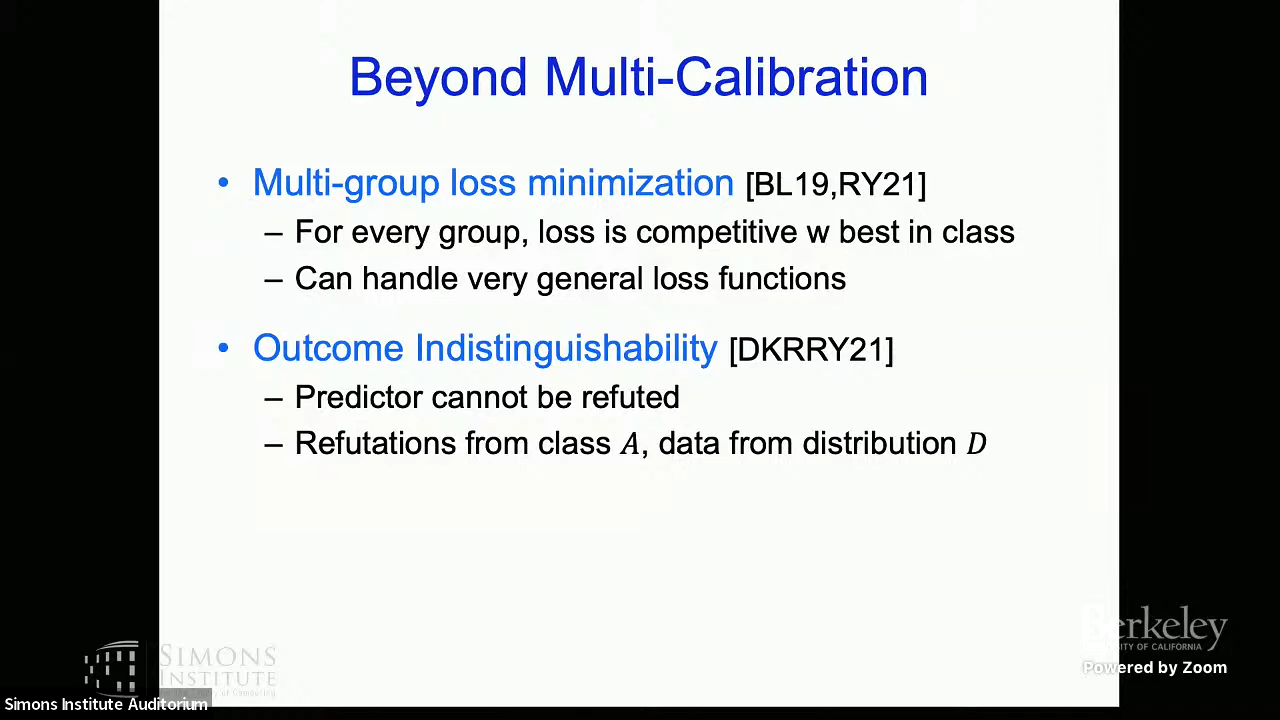 Beyond Multi-Calibration
• Multi-group loss minimization [BL19,RY21]
– For every group, loss is competitive w best in class
– Can handle very general loss functions
• Outcome Indistinguishability [DKRRY21]
– Predictor cannot be refuted
– Refutations from class A, data from distribution D
SIMONS
INSTITUTE
Berkeley
UNIVERSITY OF CALIFORNIA
Powered by Zoom
Simons Institute Auditorium